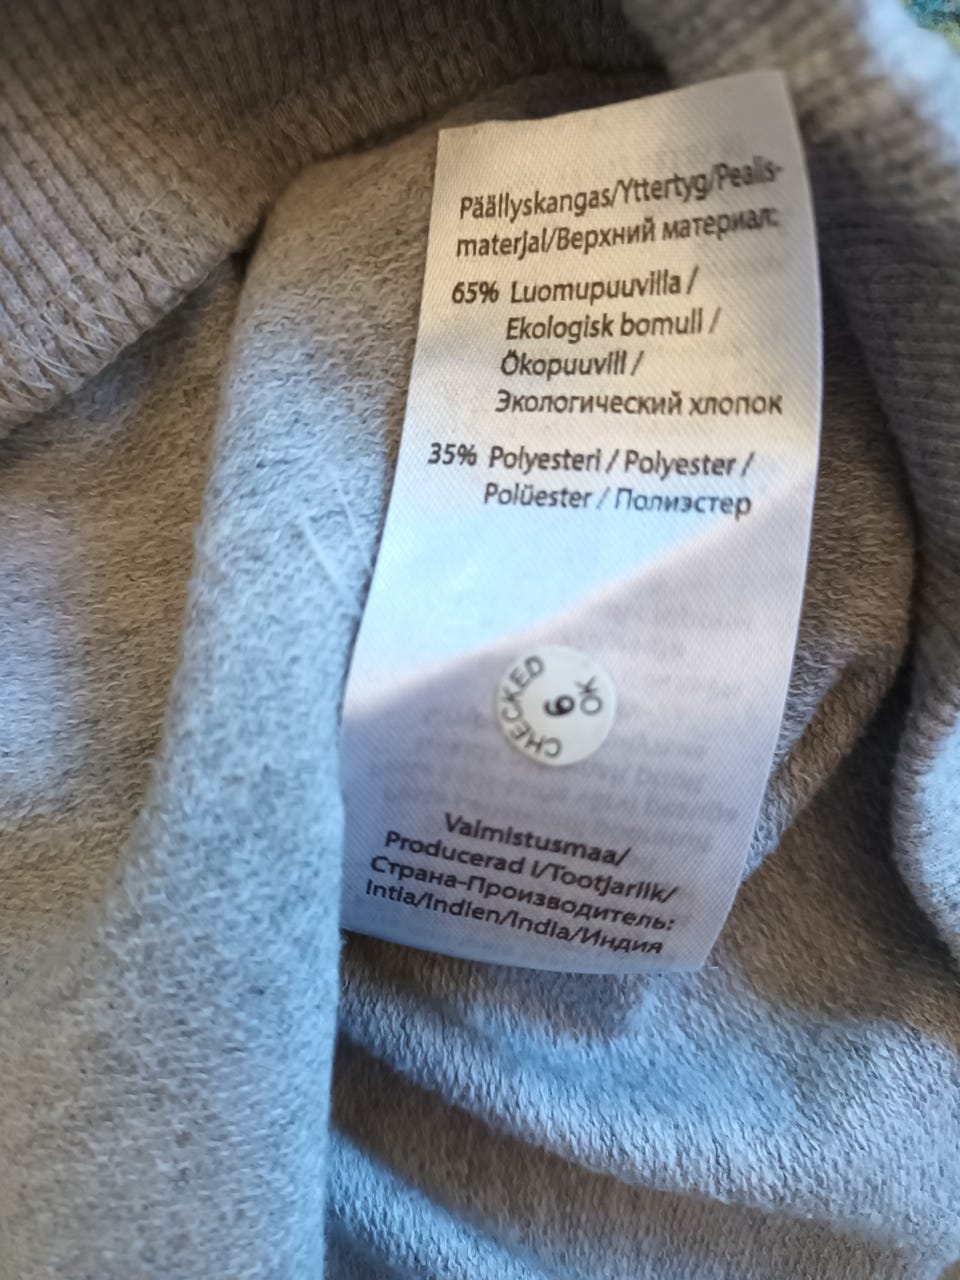 Päällyskangas/Yttertyg/Pealis-
materjal/Верхний материал:
65% Luomupuuvilla /
Ekologisk bomull /
Ökopuuvill /
Экологический хлопок
35% Polyesteri / Polyester /
Polüester / Полиэстер
CHECKED
9
OK
Valmistusmaa/
Producerad i/Tootjariik/
Страна-Производитель:
Intia/Indien/India/Индия